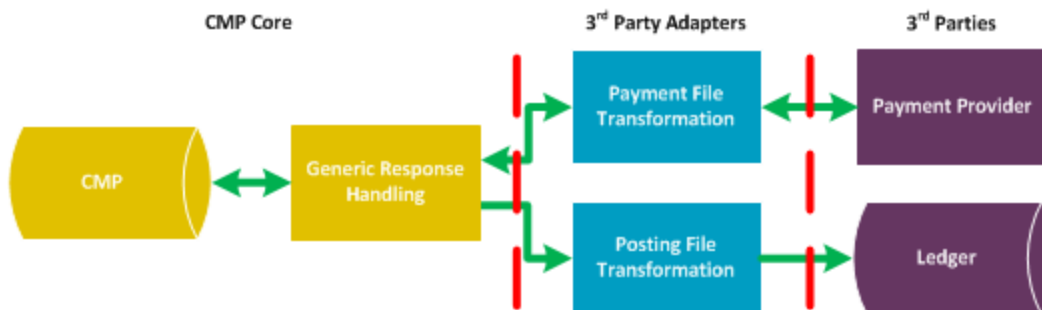 CMP Core
3rd Party Adapters
3rd Parties
Payment File
Transformation
Payment Provider
CMP
Generic Response
Handling
Posting File
Transformation
Ledger